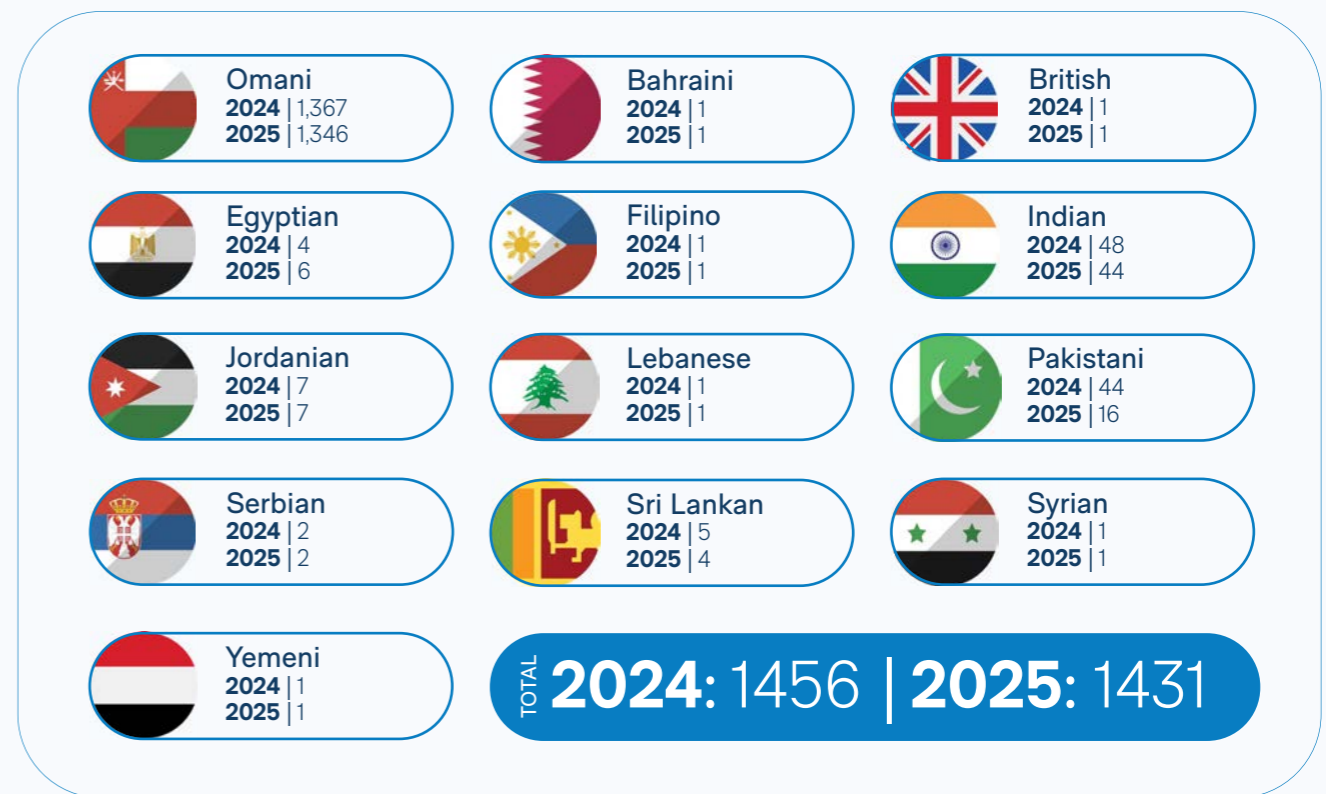 Omani
2024 | 1,367
2025 | 1,346
Bahraini
2024 | 1
2025 | 1
British
2024 | 1
2025 | 1
Egyptian
2024 | 4
2025 | 6
Filipino
2024 | 1
2025 | 1
Indian
2024 | 48
2025 | 44
Jordanian
2024 | 7
2025 | 7
Lebanese
2024 | 1
2025 | 1
Pakistani
2024 | 44
2025 | 16
Serbian
2024 | 2
2025 | 2
Sri Lankan
2024 | 5
2025 | 4
Syrian
2024 | 1
2025 | 1
Yemeni
2024 | 1
2025 | 1
TOTAL
2024: 1456 | 2025: 1431